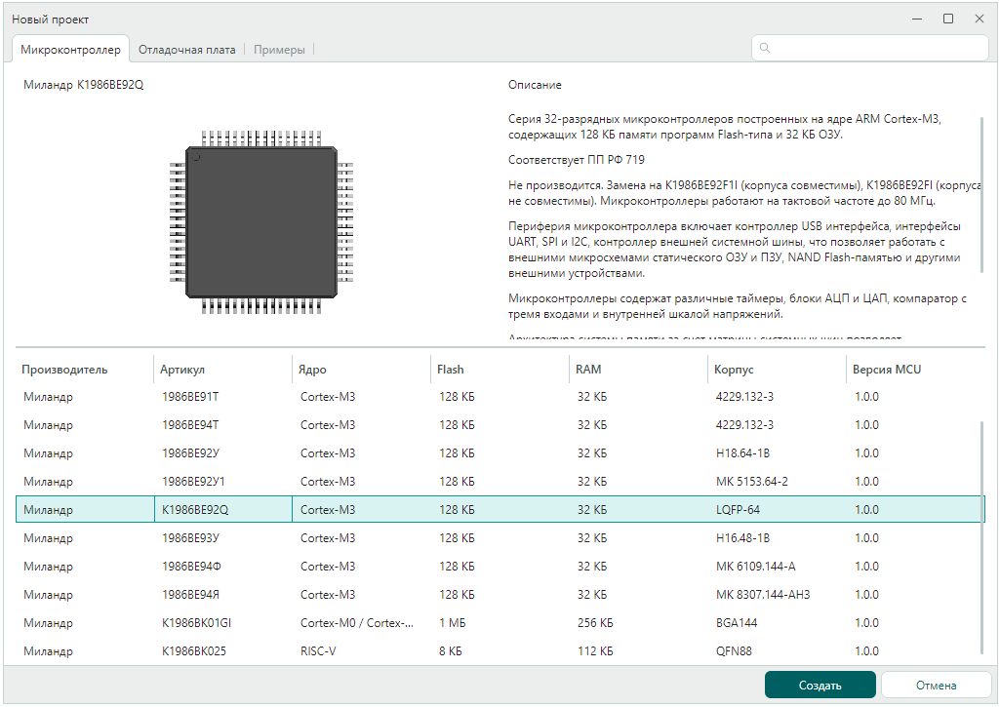 Новый проект
Микроконтроллер Отладочная плата Примеры
Миландр К1986ВЕ92Q
Описание
Серия 32-разрядных микроконтроллеров построенных на ядре ARM Cortex-M3,
содержащих 128 КБ памяти программ Flash-типа и 32 КБ ОЗУ.
Соответствует ПП РФ 719
Не производится. Замена на К1986ВЕ92F1I (корпуса совместимы), К1986ВЕ92FI (корпуса
не совместимы). Микроконтроллеры работают на тактовой частоте до 80 МГц.
Периферия микроконтроллера включает контроллер USB интерфейса, интерфейсы
UART, SPI и I2C, контроллер внешней системной шины, что позволяет работать с
внешними микросхемами статического ОЗУ и ПЗУ, NAND Flash-памятью и другими
внешними устройствами.
Микроконтроллеры содержат различные таймеры, блоки АЦП и ЦАП, компаратор с
тремя входами и внутренней шкалой напряжений.
Архитектура системы памяти за счет матрицы системных шин позволяет
Производитель Артикул Ядро Flash RAM Корпус Версия MCU
Миландр 1986ВЕ91Т Cortex-M3 128 КБ 32 КБ 4229.132-3 1.0.0
Миландр 1986ВЕ94Т Cortex-M3 128 КБ 32 КБ 4229.132-3 1.0.0
Миландр 1986ВЕ92У Cortex-M3 128 КБ 32 КБ Н18.64-1В 1.0.0
Миландр 1986ВЕ92У1 Cortex-M3 128 КБ 32 КБ МК 5153.64-2 1.0.0
Миландр К1986ВЕ92Q Cortex-M3 128 КБ 32 КБ LQFP-64 1.0.0
Миландр 1986ВЕ93У Cortex-M3 128 КБ 32 КБ Н16.48-1В 1.0.0
Миландр 1986ВЕ94Ф Cortex-M3 128 КБ 32 КБ МК 6109.144-А 1.0.0
Миландр 1986ВЕ94Я Cortex-M3 128 КБ 32 КБ МК 8307.144-АН3 1.0.0
Миландр К1986ВК01GI Cortex-M0 / Cortex-... 1 МБ 256 КБ BGA144 1.0.0
Миландр К1986ВК025 RISC-V 8 КБ 112 КБ QFN88 1.0.0
Создать Отмена